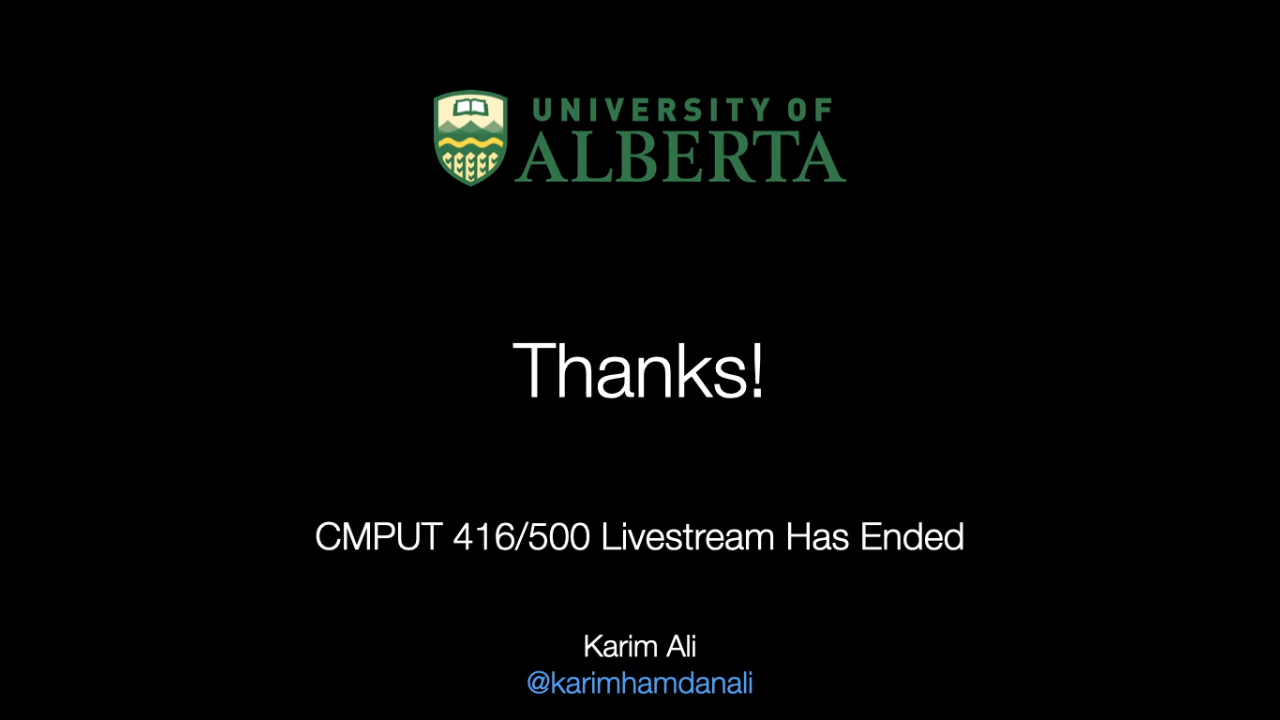 UNIVERSITY OF
ALBERTA
Thanks!
CMPUT 416/500 Livestream Has Ended
Karim Ali
@karimhamdanali